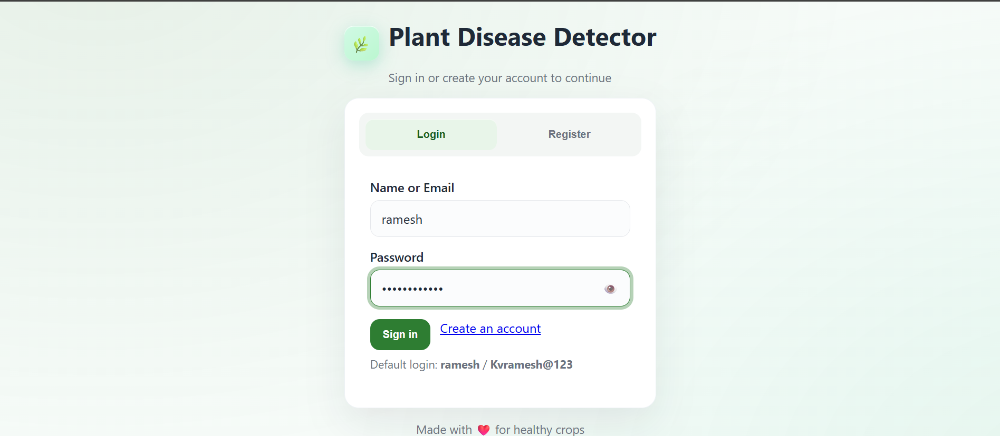 Plant Disease Detector
Sign in or create your account to continue
Login Register
Name or Email
ramesh
Password
••••••••••••
Sign in Create an account
Default login: ramesh / Kvramesh@123
Made with ❤️ for healthy crops